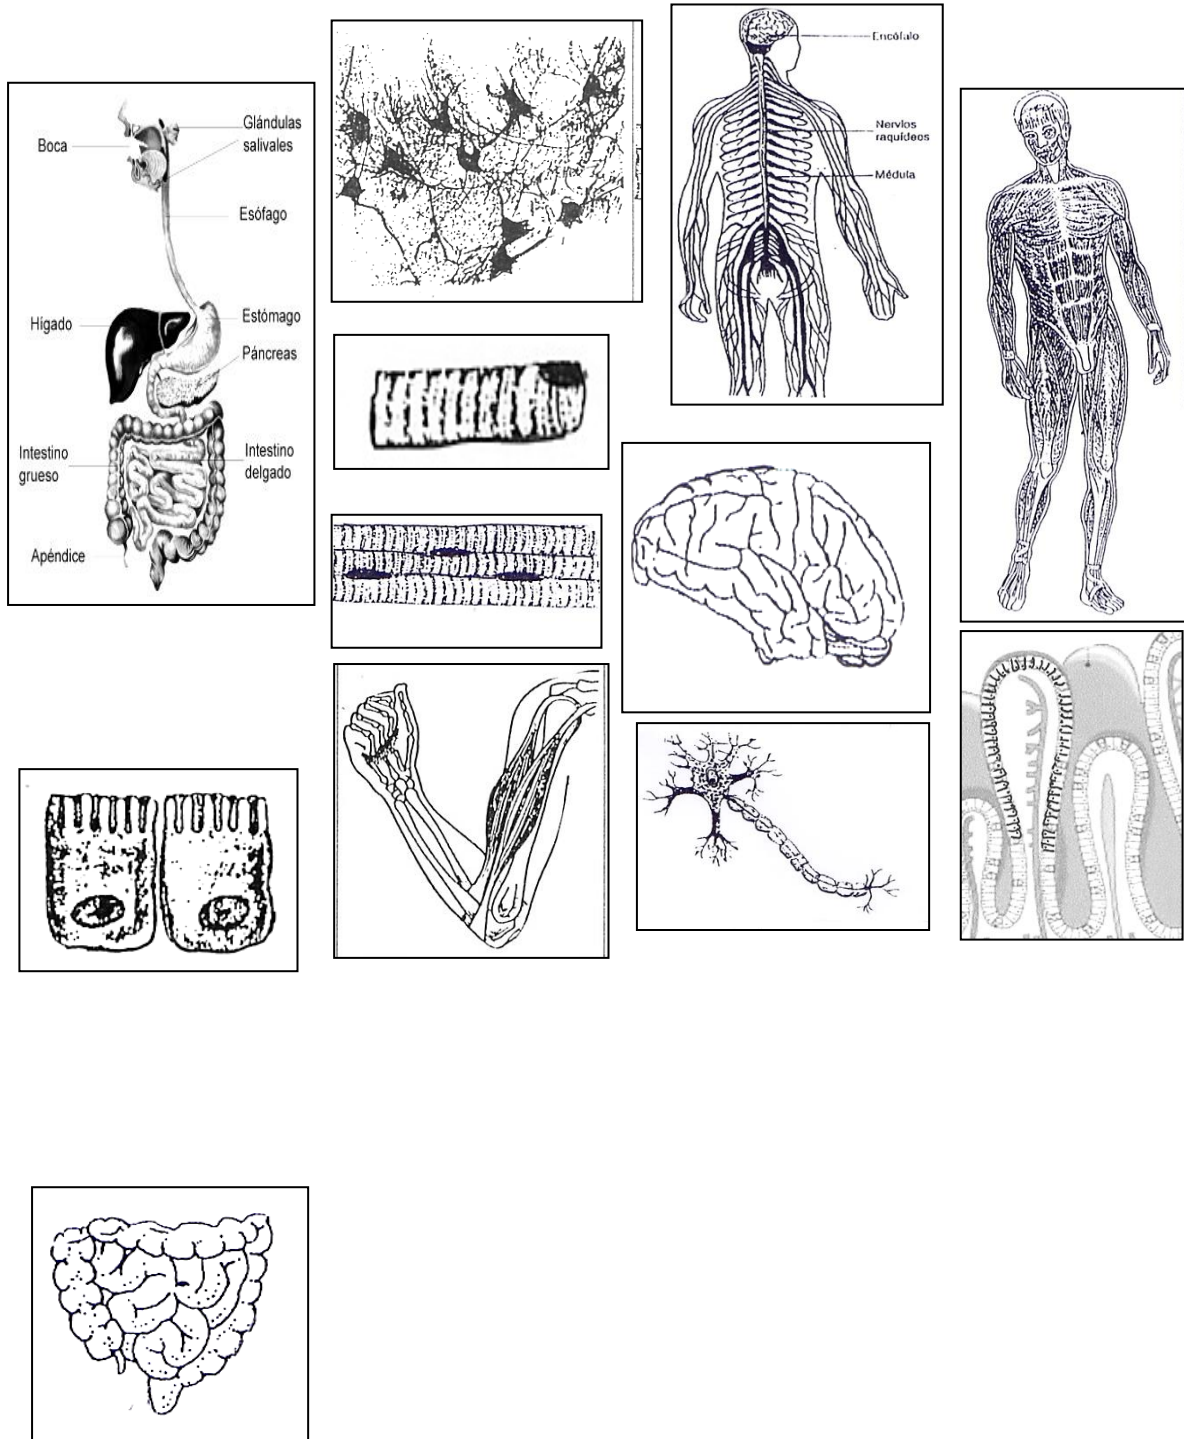 Boca
Glándulas
salivales
Esófago
Hígado
Estómago
Páncreas
Intestino
grueso
Intestino
delgado
Apéndice
Encéfalo
Nervios
raquídeos
Médula